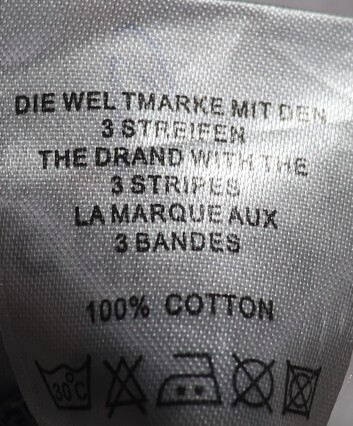 DIE WEL TMARKE MIT DEN
3 STREIFEN
THE DRAND WITH THE
3 STRIPES
LA MARQUE AUX
3 BANDES
100% COTTON
30°C